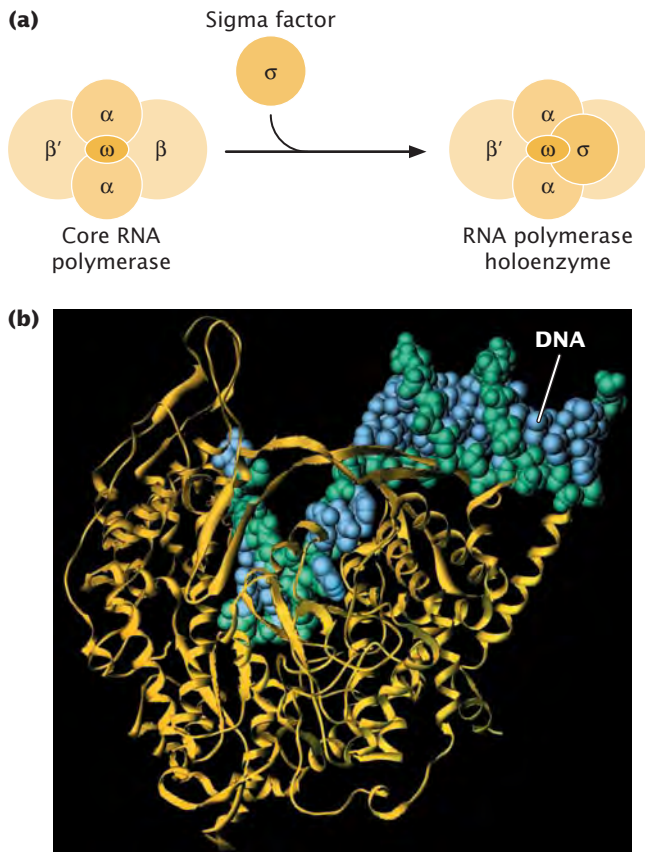 (a)
Sigma factor
σ
α
β' ω β
α
α
β' ω σ
α
Core RNA
polymerase
RNA polymerase
holoenzyme
(b)
DNA